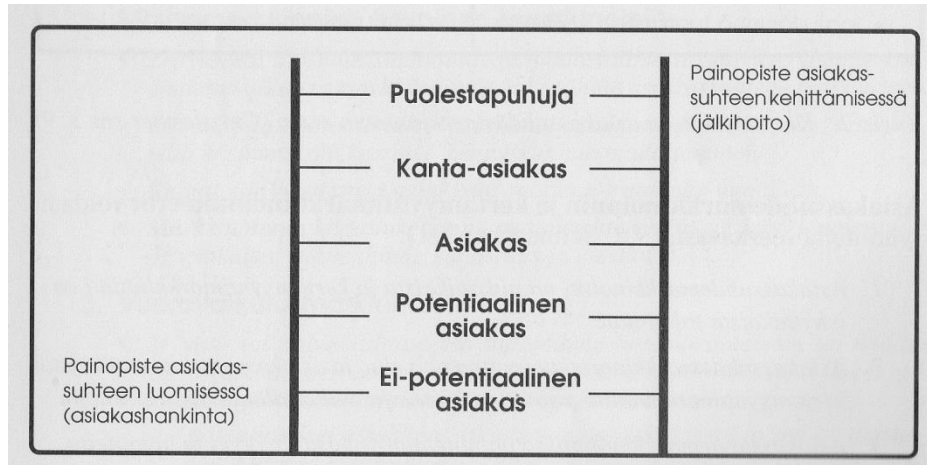 Painopiste asiakas-
suhteen kehittämisessä
(jälkihoito)
Puolestapuhuja
Kanta-asiakas
Asiakas
Potentiaalinen
asiakas
Ei-potentiaalinen
asiakas
Painopiste asiakas-
suhteen luomisessa
(asiakashankinta)